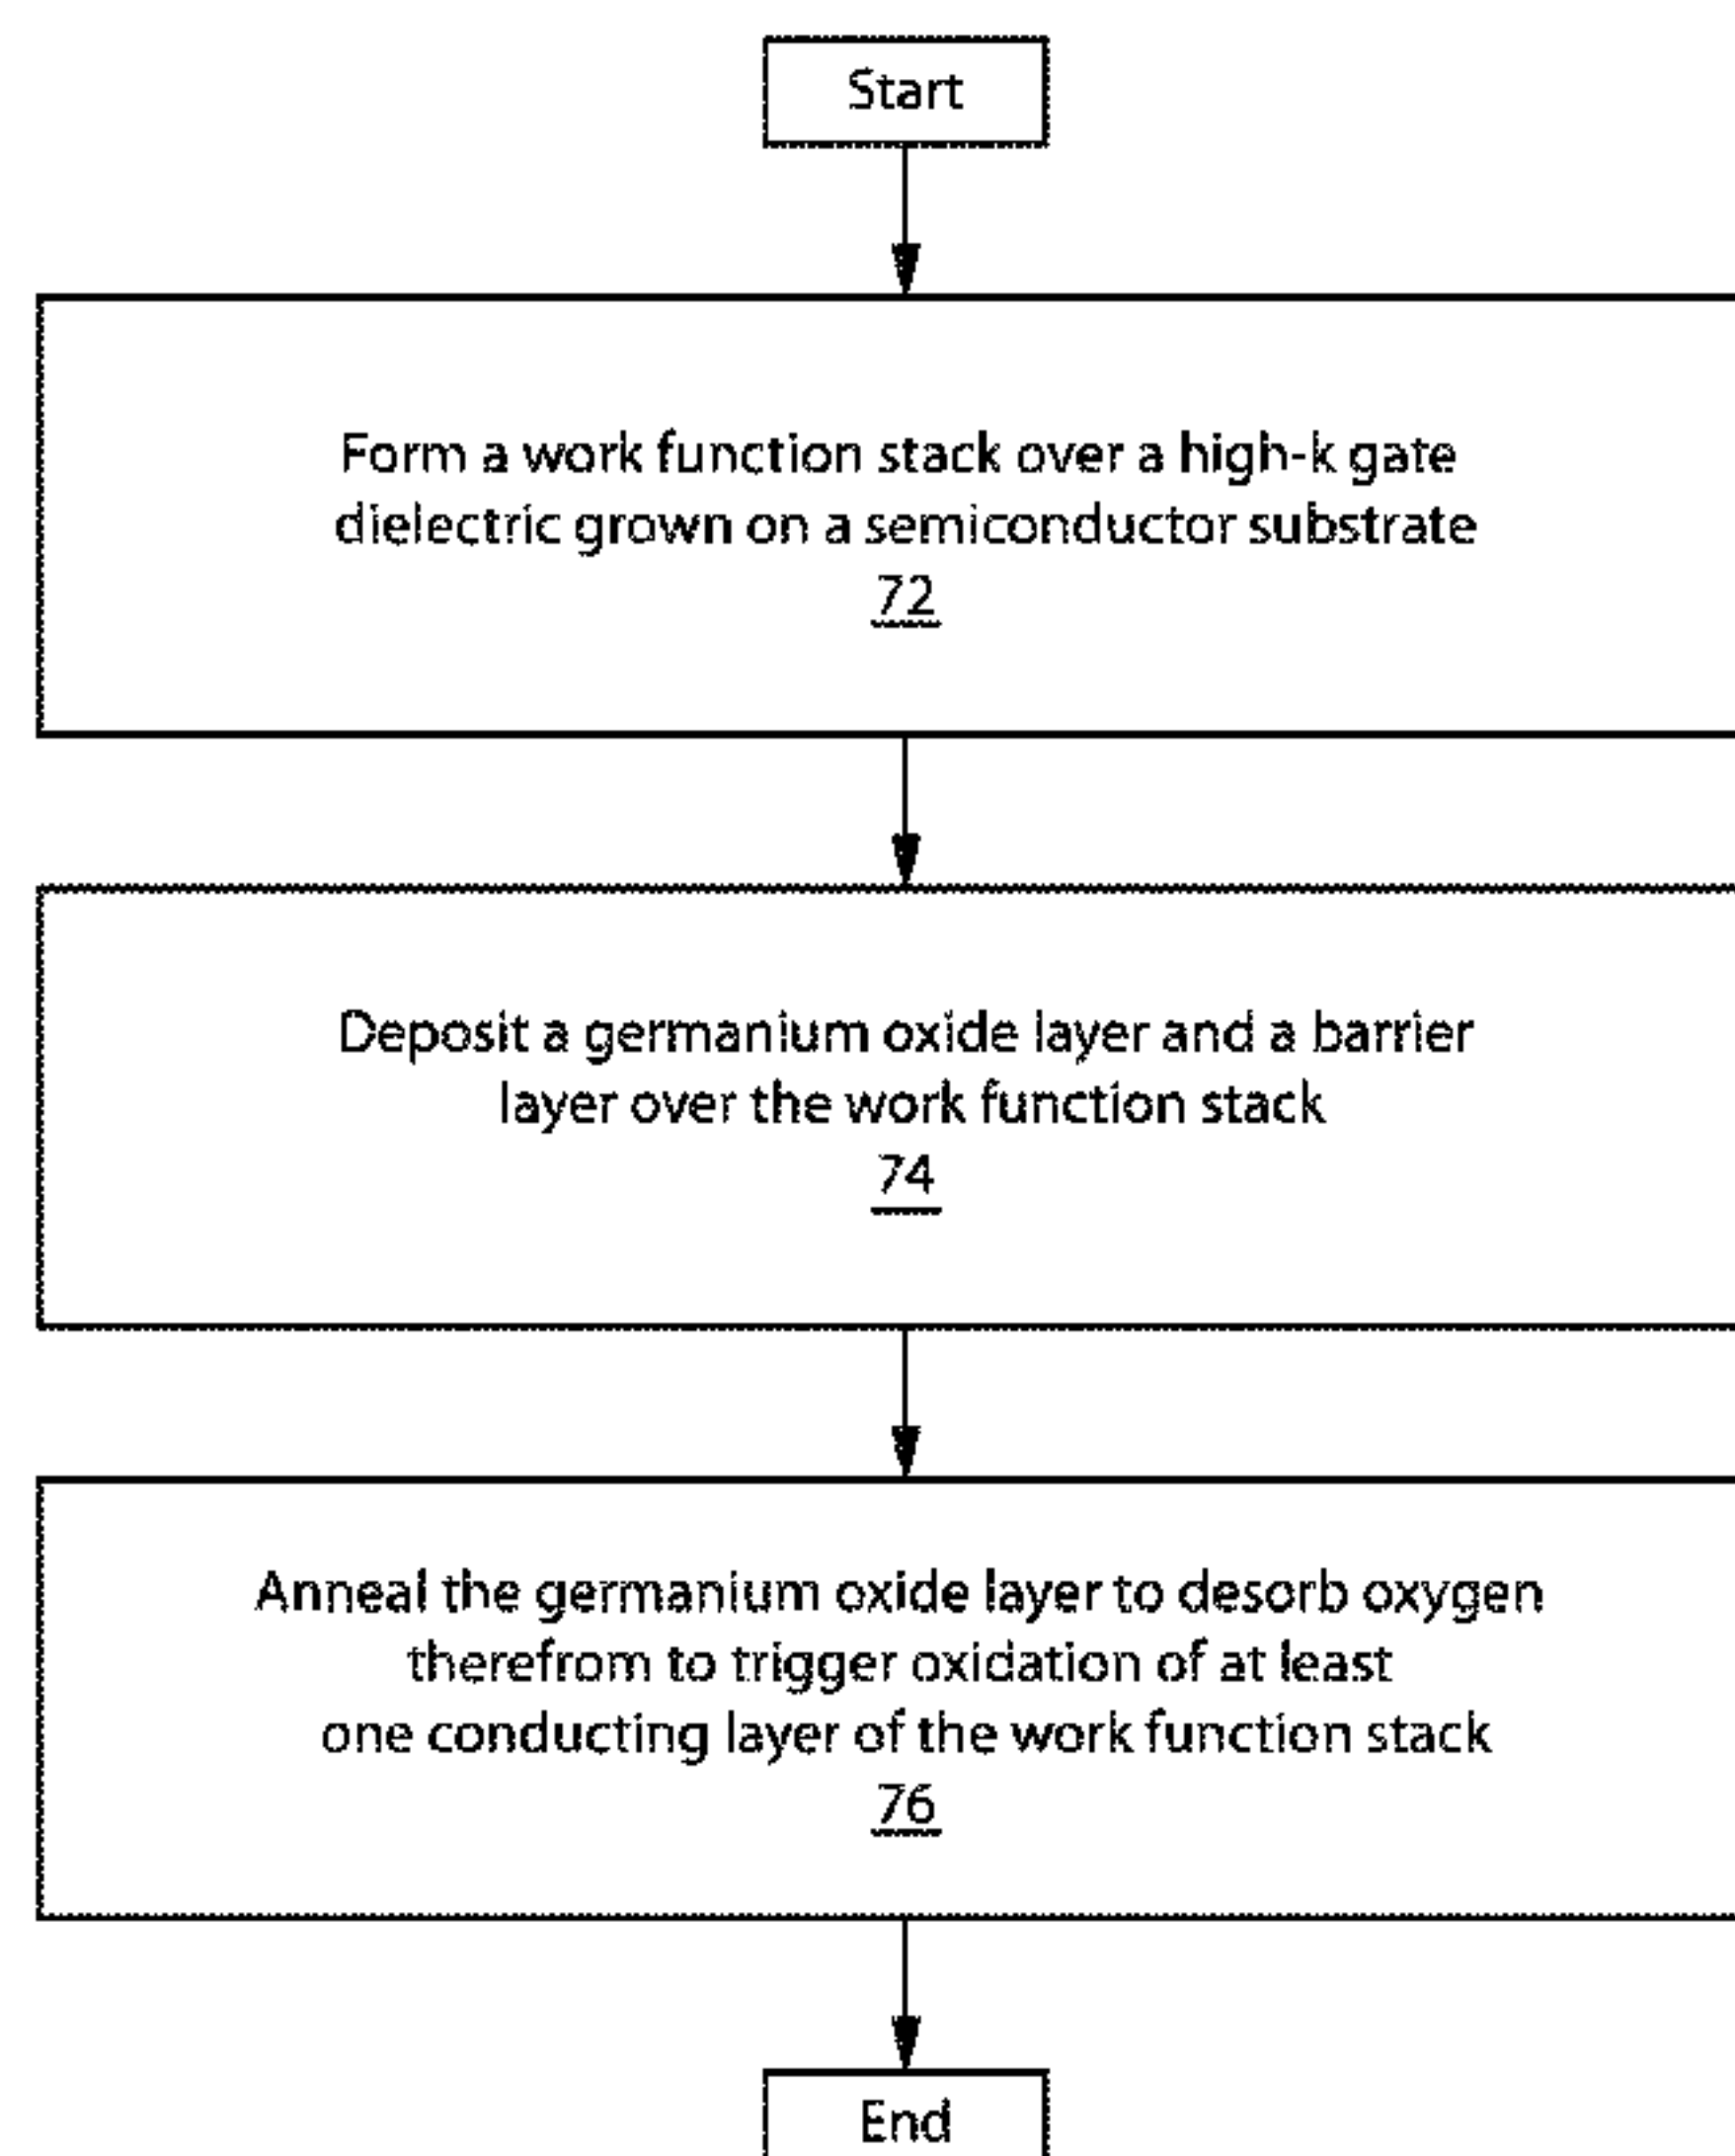 Start
Form a work function stack over a high-k gate
dielectric grown on a semiconductor substrate
72
Deposit a germanium oxide layer and a barrier
layer over the work function stack
74
Anneal the germanium oxide layer to desorb oxygen
therefrom to trigger oxidation of at least
one conducting layer of the work function stack
76
End